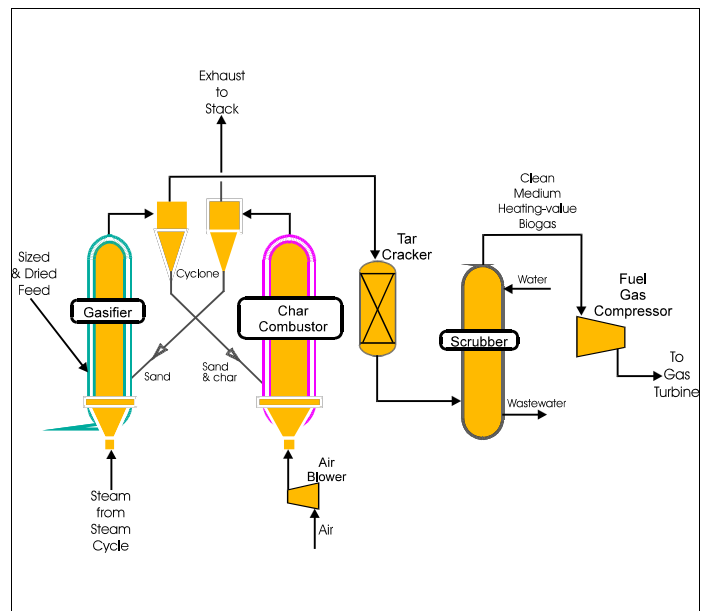 Exhaust
to
Stack
Clean
Medium
Heating-value
Biogas
Sized
& Dried
Feed
Cyclone
Tar
Cracker
Water
Fuel
Gas
Compressor
Gasifier
Char
Combustor
Scrubber
Sand
Sand
& char
To
Gas
Turbine
Wastewater
Air
Blower
Steam
from
Steam
Cycle
Air